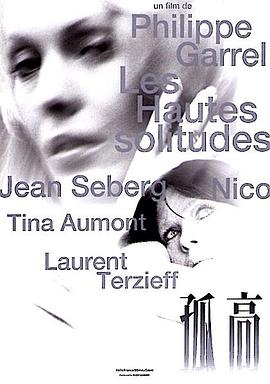 un film de
Philippe
Garrel
Les
Hautes
solitudes
Jean Seberg Nico
Tina Aumont
Laurent
Terzieff
孤高